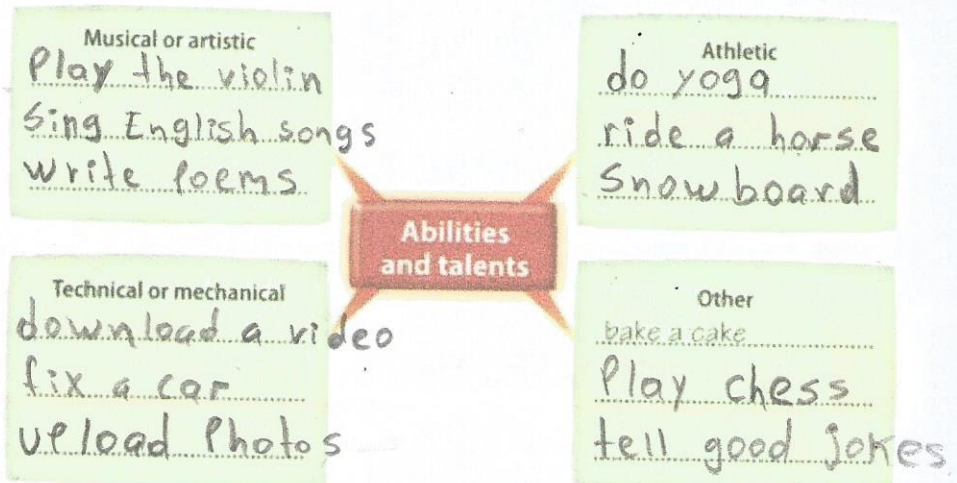 Musical or artistic
Play the violin
Sing English songs
write Poems
Athletic
do yoga
ride a horse
Snowboard
Abilities
and talents
Technical or mechanical
download a video
fix a car
upload Photos
Other
bake a cake
Play chess
tell good Jokes